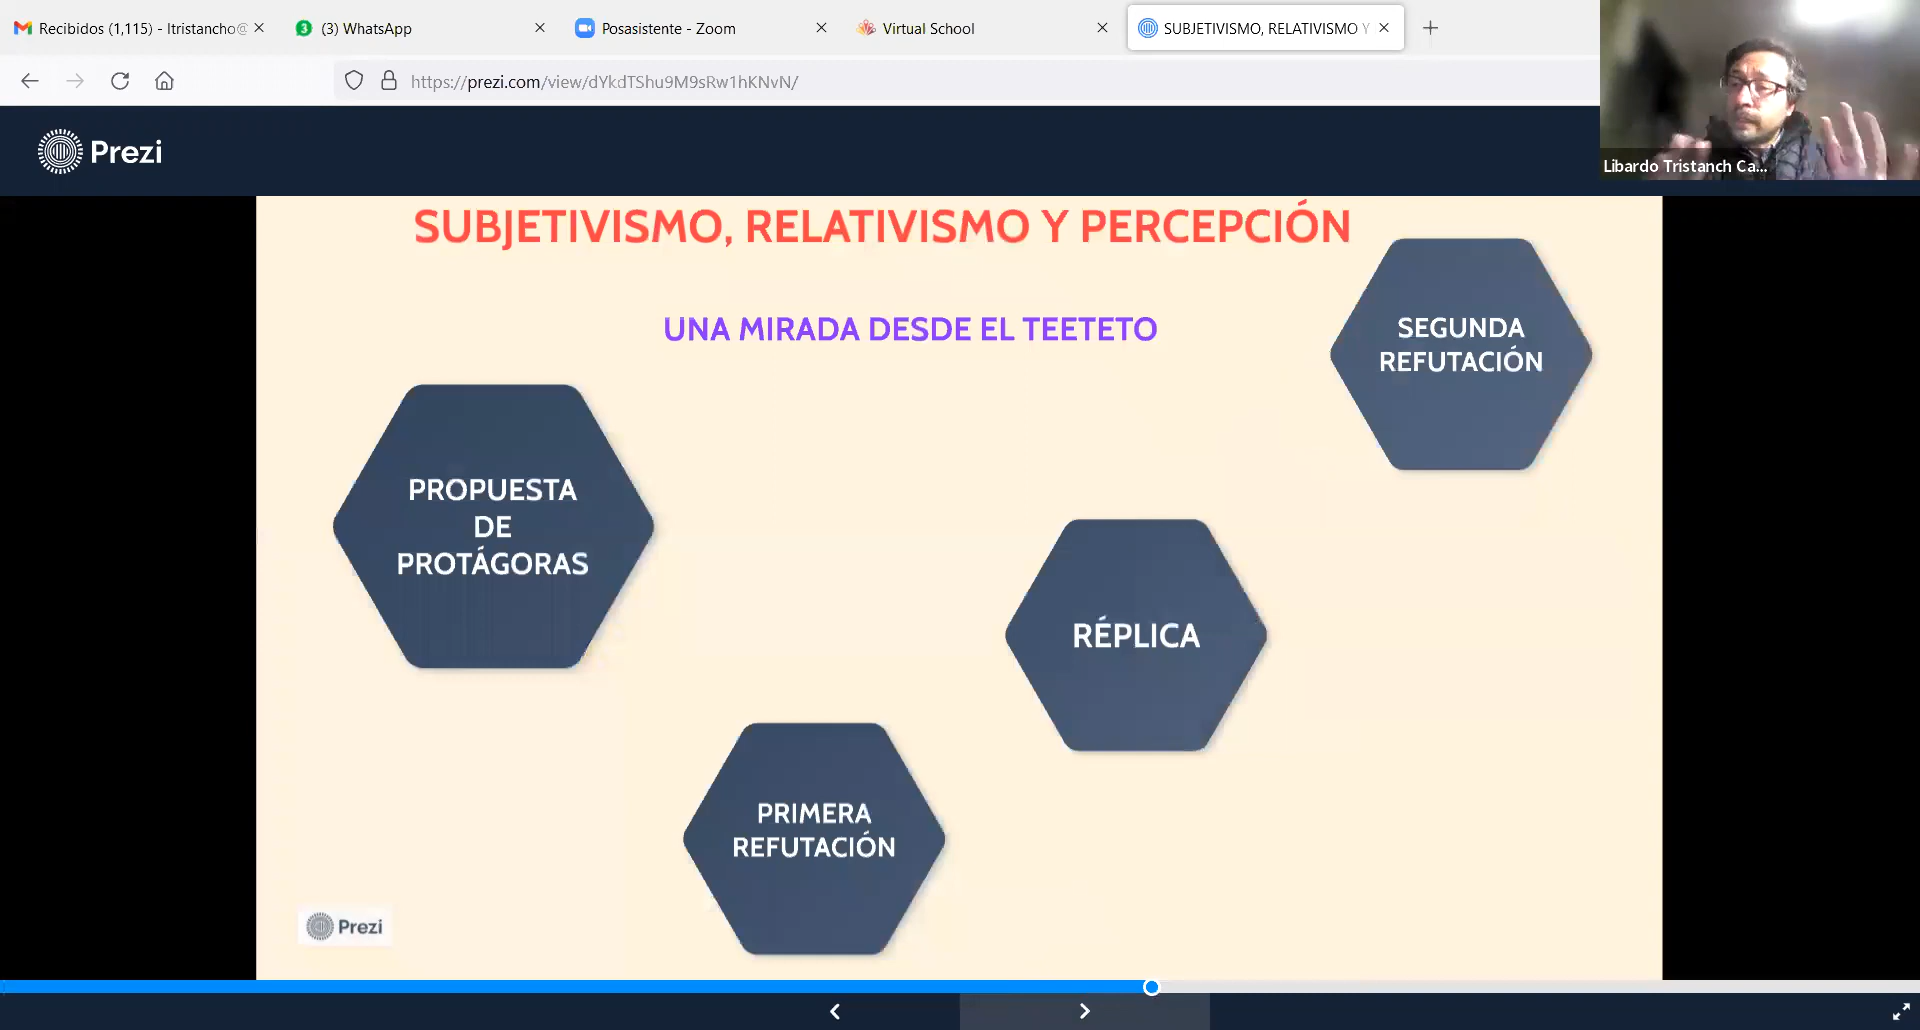 Recibidos (1,115) - ltristancho@
(3) WhatsApp
Posasistente - Zoom
Virtual School
SUBJETIVISMO, RELATIVISMO Y
https://prezi.com/view/dYkdTShu9M9sRw1hKNvN/
Libardo Tristanch Ca...
Prezi
SUBJETIVISMO, RELATIVISMO Y PERCEPCIÓN
UNA MIRADA DESDE EL TEETETO
SEGUNDA
REFUTACIÓN
PROPUESTA
DE
PROTÁGORAS
RÉPLICA
PRIMERA
REFUTACIÓN
Prezi